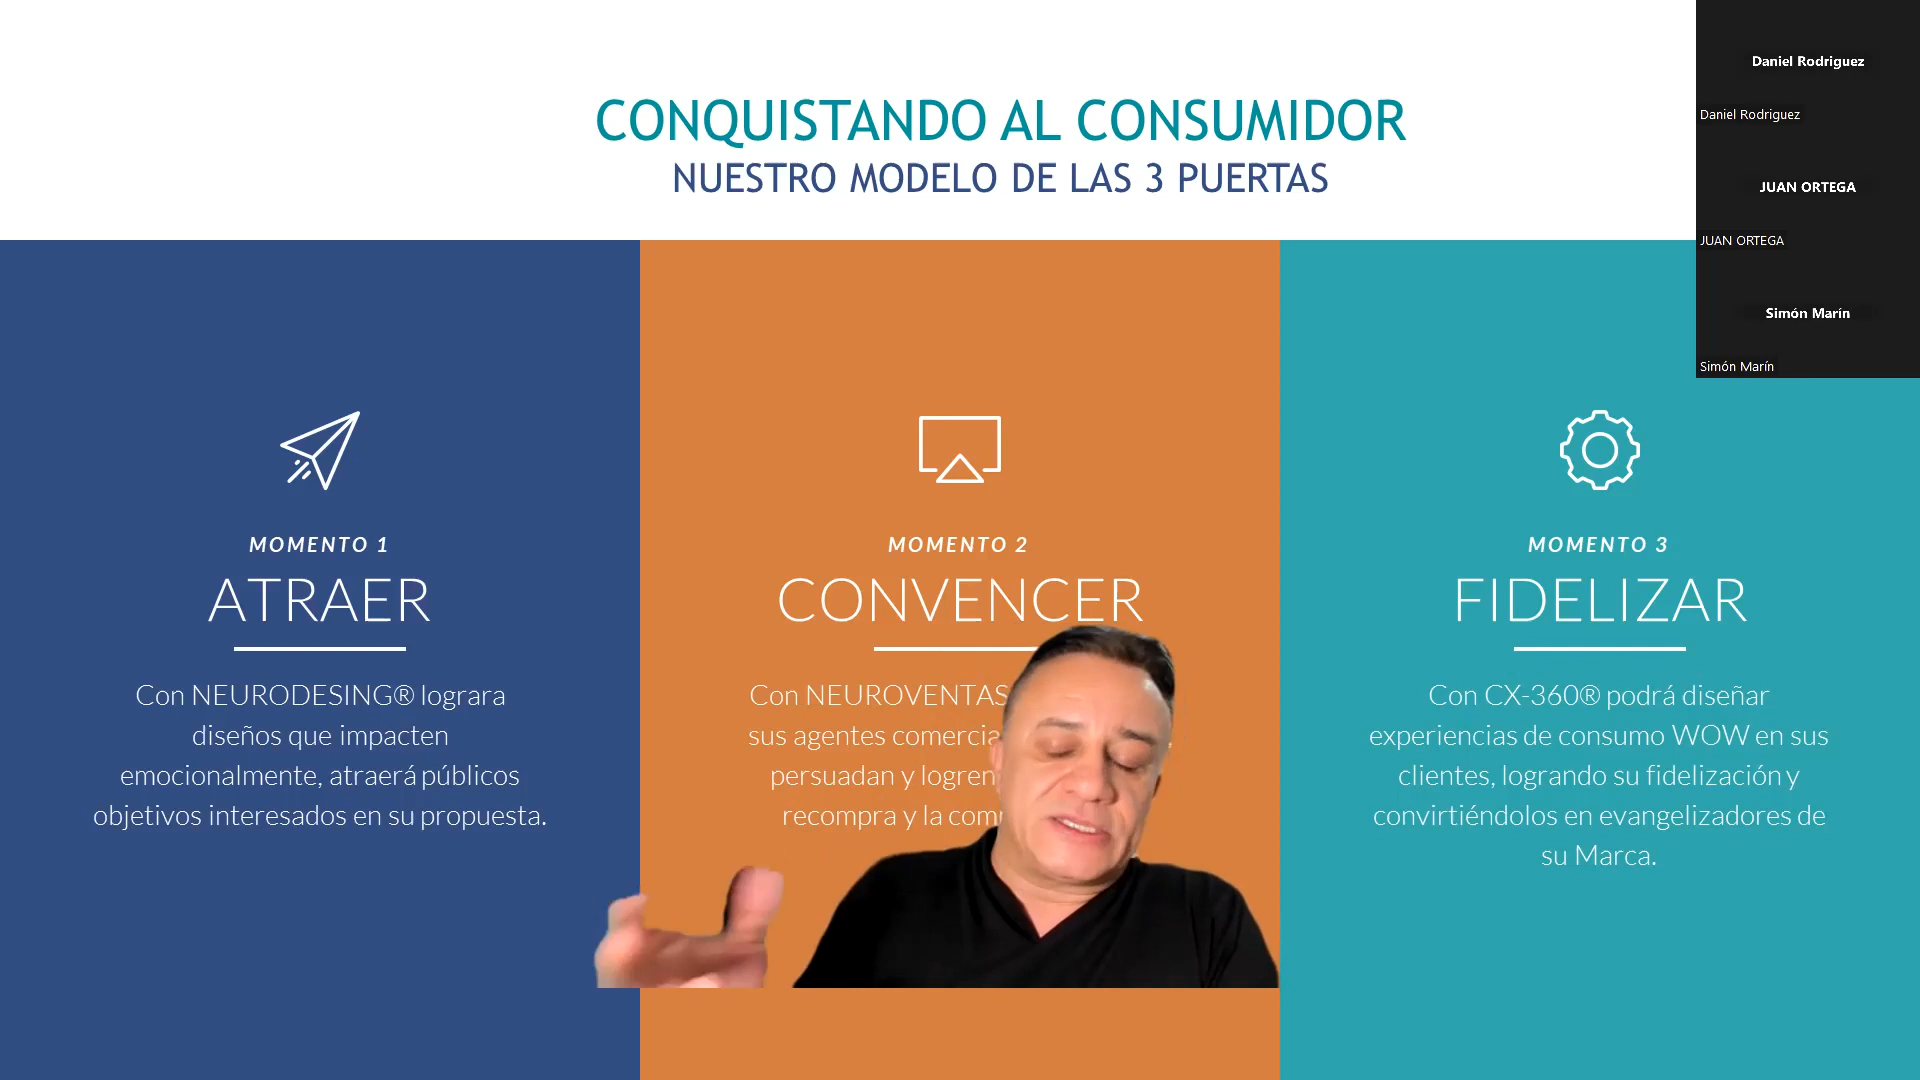 CONQUISTANDO AL CONSUMIDOR
NUESTRO MODELO DE LAS 3 PUERTAS
Daniel Rodriguez
Daniel Rodriguez
JUAN ORTEGA
JUAN ORTEGA
Simón Marín
Simón Marín
MOMENTO 1
ATRAER
Con NEURODESING® lograra
diseños que impacten
emocionalmente, atraerá públicos
objetivos interesados en su propuesta.
MOMENTO 2
CONVENCER
Con NEUROVENTAS
sus agentes
persuadan y logren
recompra y la
MOMENTO 3
FIDELIZAR
Con CX-360® podrá diseñar
experiencias de consumo WOW en sus
clientes, logrando su fidelización y
convirtiéndolos en evangelizadores de
su Marca.